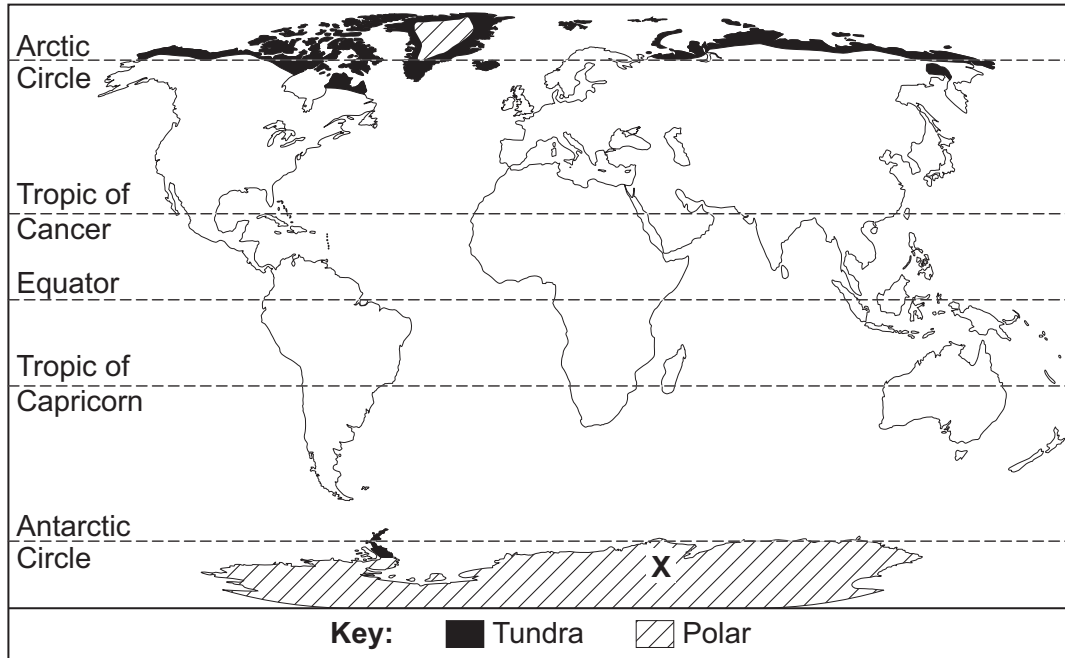 Arctic
Circle
Tropic of
Cancer
Equator
Tropic of
Capricorn
Antarctic
Circle
X
Key: Tundra Polar